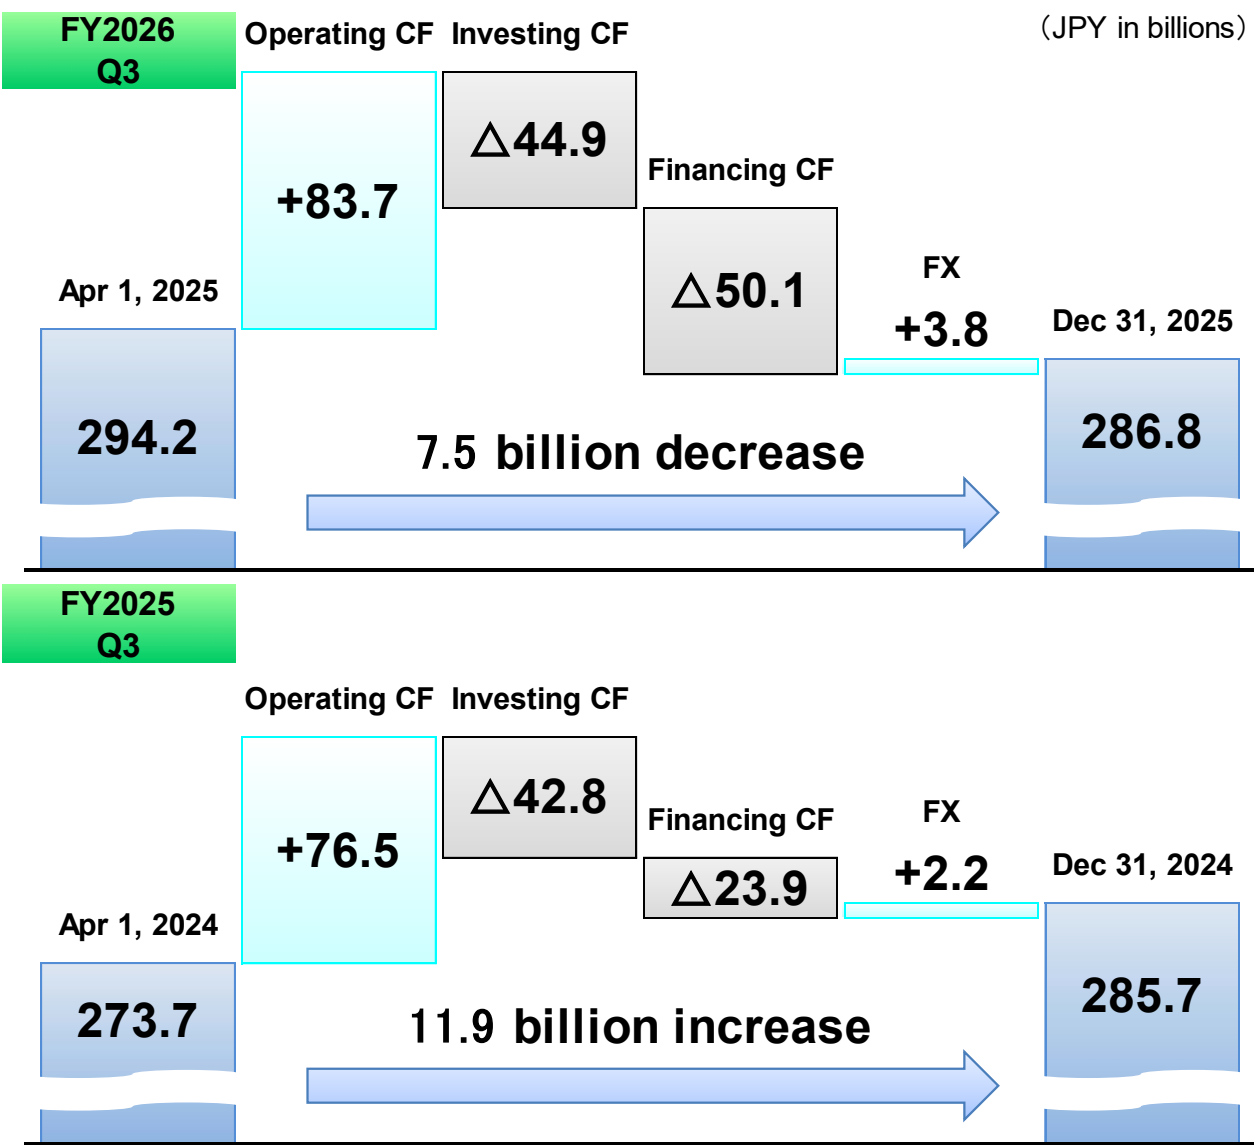 FY2026
Q3
(JPY in billions)
Operating CF
Investing CF
Financing CF
FX
Apr 1, 2025
Dec 31, 2025
294.2
+83.7
△44.9
△50.1
+3.8
286.8
7.5 billion decrease
FY2025
Q3
Operating CF
Investing CF
Financing CF
FX
Apr 1, 2024
Dec 31, 2024
273.7
+76.5
△42.8
△23.9
+2.2
285.7
11.9 billion increase